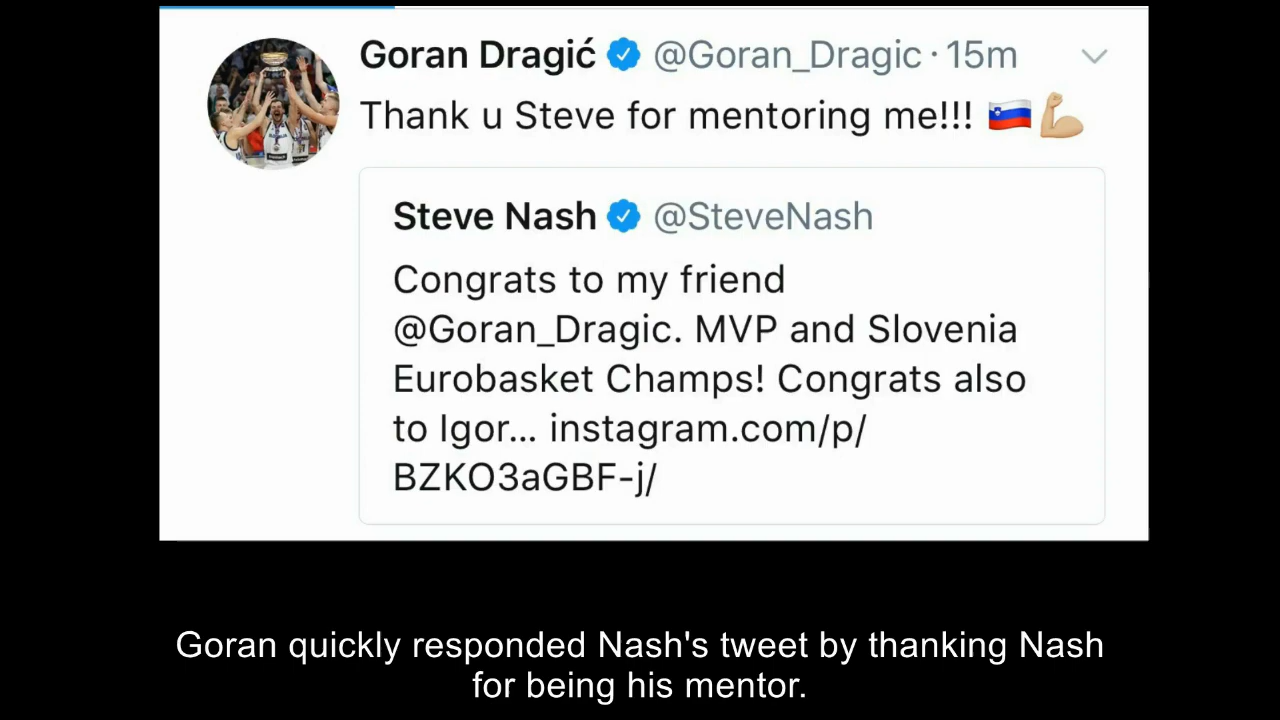 Goran Dragić @Goran_Dragic · 15m
Thank u Steve for mentoring me!!! 🇸🇮 💪🏼
Steve Nash @SteveNash
Congrats to my friend
@Goran_Dragic. MVP and Slovenia
Eurobasket Champs! Congrats also
to Igor... instagram.com/p/
BZKO3aGBF-j/
Goran quickly responded Nash's tweet by thanking Nash
for being his mentor.